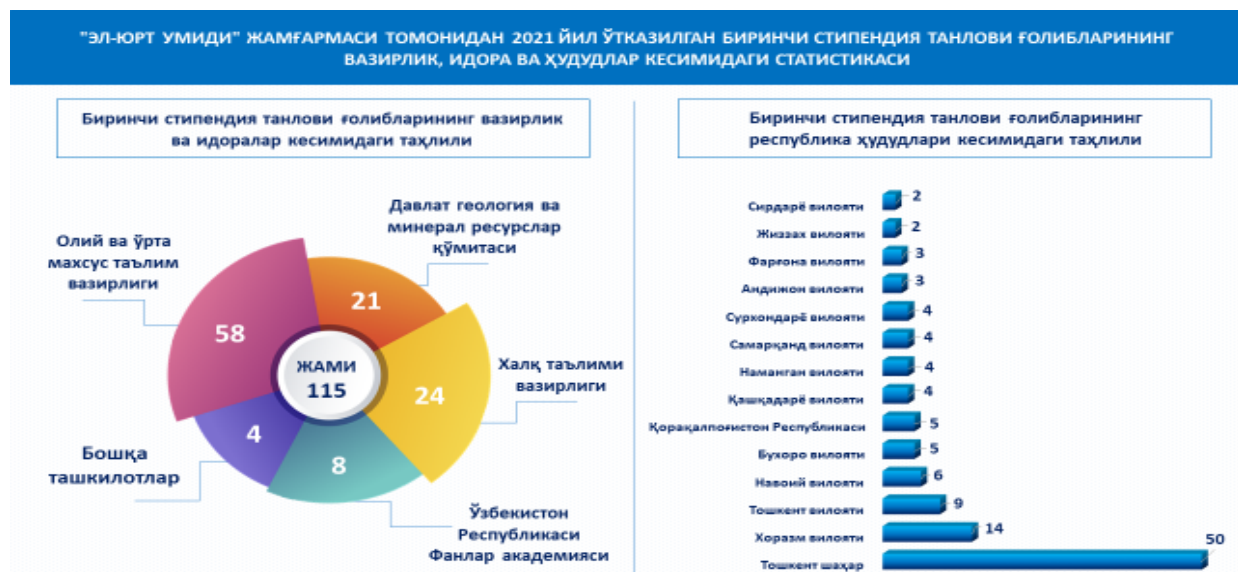 "ЭЛ-ЮРТ УМИДИ" ЖАМҒАРМАСИ ТОМОНИДАН 2021 ЙИЛ ЎТКАЗИЛГАН БИРИНЧИ СТИПЕНДИЯ ТАНЛОВИ ҒОЛИБЛАРИНИНГ
ВАЗИРЛИК, ИДОРА ВА ҲУДУДЛАР КЕСИМИДАГИ СТАТИСТИКАСИ
Биринчи стипендия танлови ғолибларининг вазирлик
ва идоралар кесимидаги таҳлили
Давлат геология ва
минерал ресурслар
қўмитаси
Олий ва ўрта
махсус таълим
вазирлиги
21
58
ЖАМИ
115
Халқ таълими
вазирлиги
24
4
8
Бошқа
ташкилотлар
Ўзбекистон
Республикаси
Фанлар академияси
Биринчи стипендия танлови ғолибларининг
республика ҳудудлари кесимидаги таҳлили
Сирдарё вилояти 2
Жиззах вилояти 2
Фарғона вилояти 3
Андижон вилояти 3
Сурхондарё вилояти 4
Самарқанд вилояти 4
Наманган вилояти 4
Қашқадарё вилояти 4
Қорақалпоғистон Республикаси 5
Бухоро вилояти 5
Навоий вилояти 6
Тошкент вилояти 9
Хоразм вилояти 14
Тошкент шаҳар 50